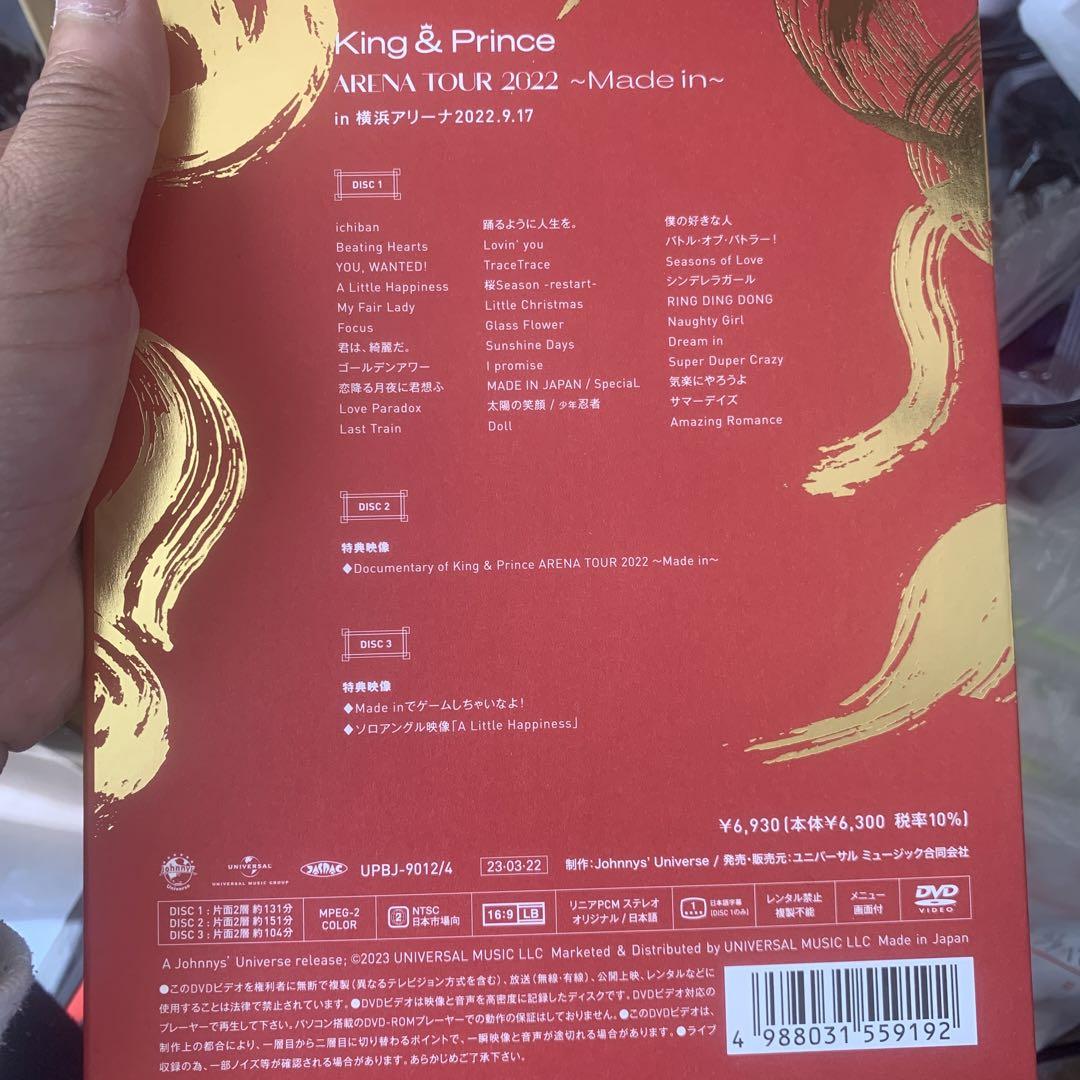 King & Prince
ARENA TOUR 2022 ~Made in~
in 横浜アリーナ2022.9.17
DISC 1
ichiban
Beating Hearts
YOU, WANTED!
A Little Happiness
My Fair Lady
Focus
君は、綺麗だ。
ゴールデンアワー
恋降る月夜に君想ふ
Love Paradox
Last Train
踊るように人生を。
Lovin' you
TraceTrace
桜Season -restart-
Little Christmas
Glass Flower
Sunshine Days
I promise
MADE IN JAPAN / SpeciaL
太陽の笑顔 / 少年忍者
Doll
僕の好きな人
バトル・オブ・バトラー!
Seasons of Love
シンデレラガール
RING DING DONG
Naughty Girl
Dream in
Super Duper Crazy
気楽にやろうよ
サマーデイズ
Amazing Romance
DISC 2
特典映像
◆Documentary of King & Prince ARENA TOUR 2022 ~Made in~
DISC 3
特典映像
◆Made inでゲームしちゃいなよ!
◆ソロアングル映像「A Little Happiness」
¥6,930(本体¥6,300 税率10%)
Johnnys' Universe
UNIVERSAL
UNIVERSAL MUSIC GROUP
JASRAC
UPBJ-9012/4
23・03・22
制作:Johnnys' Universe / 発売・販売元:ユニバーサル ミュージック合同会社
DISC 1:片面2層 約131分
DISC 2:片面2層 約151分
DISC 3:片面2層 約104分
MPEG-2
COLOR
2
NTSC
日本市場向
16:9 LB
リニアPCM ステレオ
オリジナル / 日本語
1
日本語字幕
(DISC 1のみ)
レンタル禁止
複製不能
メニュー
画面付
DVD
VIDEO
A Johnnys' Universe release; ©2023 UNIVERSAL MUSIC LLC Marketed & Distributed by UNIVERSAL MUSIC LLC Made in Japan
●このDVDビデオを権利者に無断で複製(異なるテレビジョン方式を含む)、放送(無線・有線)、公開上映、レンタルなどに
使用することは法律で禁止されています。●DVDビデオは映像と音声を高密度に記録したディスクです。DVDビデオ対応の
プレーヤーで再生して下さい。パソコン搭載のDVD-ROMプレーヤーでの動作の保証はしておりません。●このDVDビデオは、
制作上の都合により、一層目から二層目に切り替わるポイントで、一瞬映像と音声が途切れる場合があります。●ライブ
収録の為、一部ノイズ等が確認される場合があります。あらかじめご了承下さい。
4 988031 559192